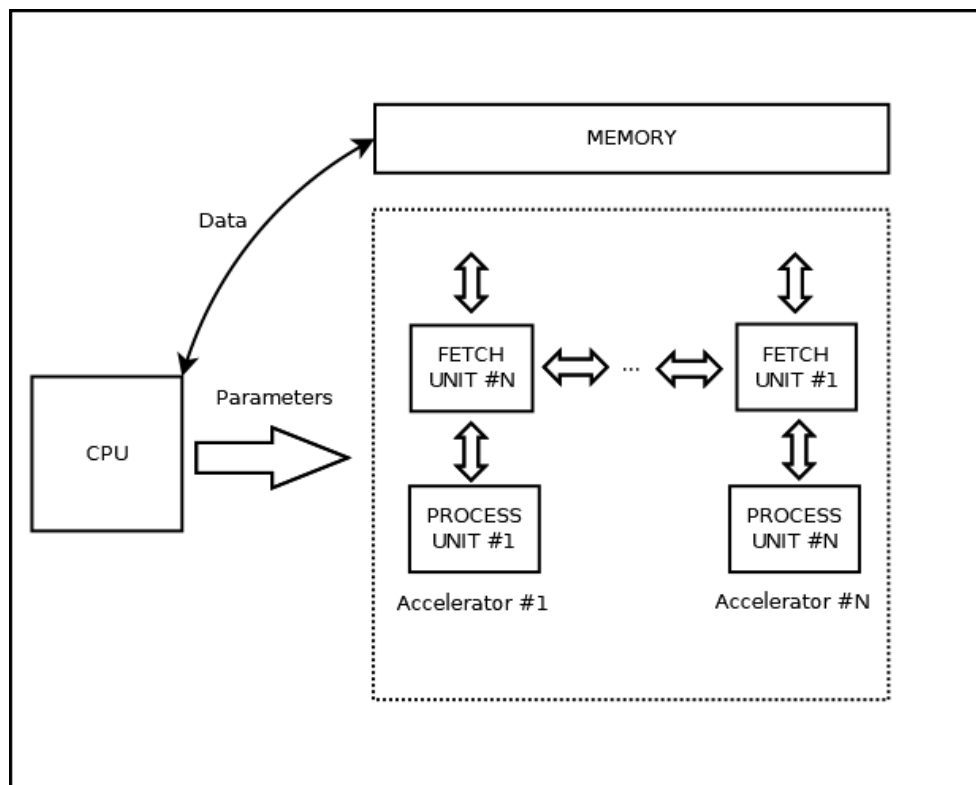 MEMORY
Data
FETCH
UNIT #N
...
FETCH
UNIT #1
Parameters
CPU
PROCESS
UNIT #1
PROCESS
UNIT #N
Accelerator #1
Accelerator #N